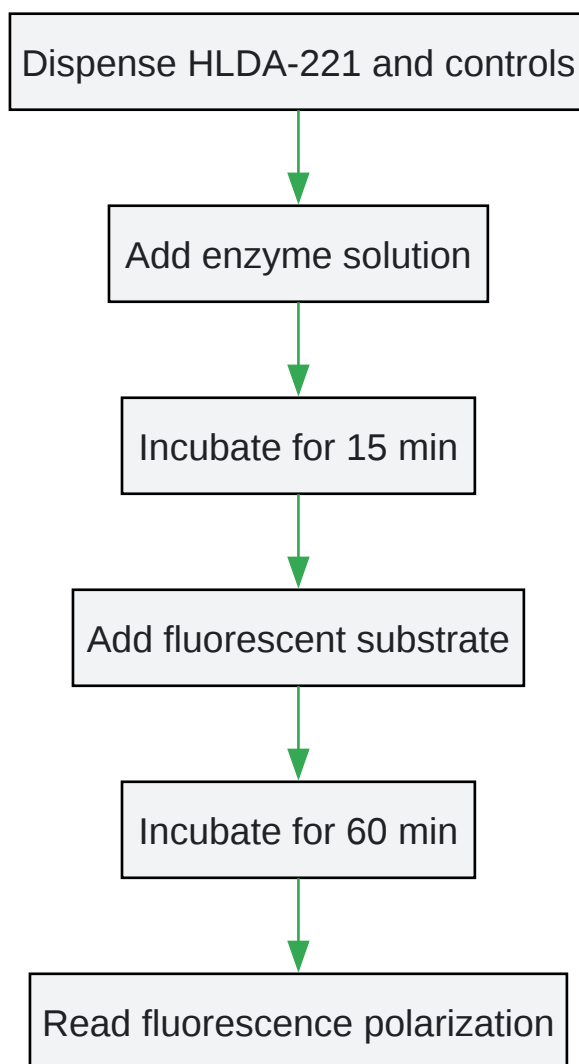 Dispense HLDA-221 and controls
Add enzyme solution
Incubate for 15 min
Add fluorescent substrate
Incubate for 60 min
Read fluorescence polarization